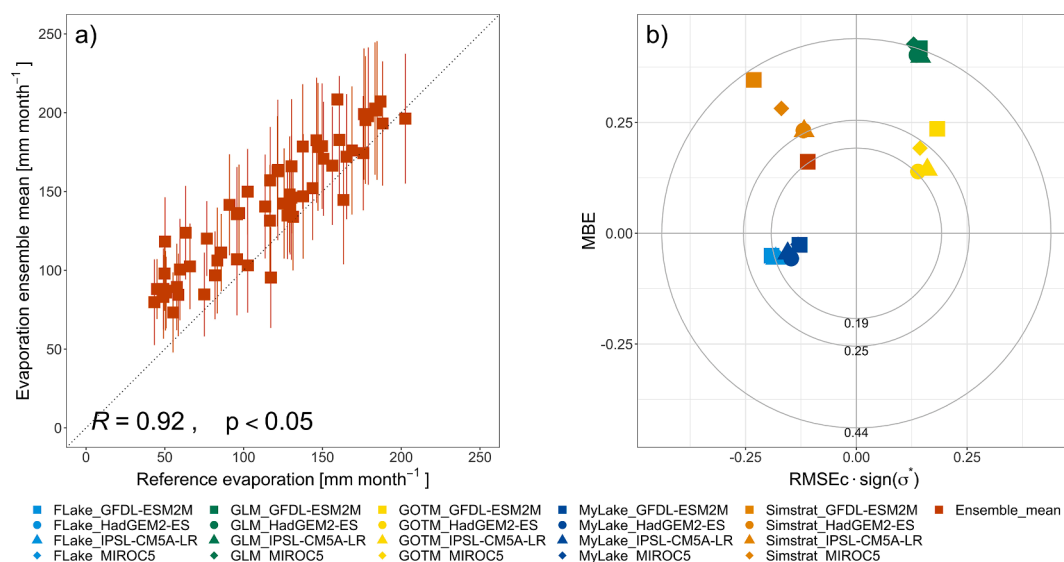 a)
250
200
150
100
50
0
Evaporation ensemble mean [mm month⁻¹ ]
R = 0.92 , p < 0.05
0 50 100 150 200 250
Reference evaporation [mm month⁻¹ ]
b)
0.25
0.00
-0.25
MBE
0.19
0.25
0.44
-0.25 0.00 0.25
RMSEc · sign(σ*)
FLake_GFDL-ESM2M GLM_GFDL-ESM2M GOTM_GFDL-ESM2M MyLake_GFDL-ESM2M Simstrat_GFDL-ESM2M Ensemble_mean
FLake_HadGEM2-ES GLM_HadGEM2-ES GOTM_HadGEM2-ES MyLake_HadGEM2-ES Simstrat_HadGEM2-ES
FLake_IPSL-CM5A-LR GLM_IPSL-CM5A-LR GOTM_IPSL-CM5A-LR MyLake_IPSL-CM5A-LR Simstrat_IPSL-CM5A-LR
FLake_MIROC5 GLM_MIROC5 GOTM_MIROC5 MyLake_MIROC5 Simstrat_MIROC5